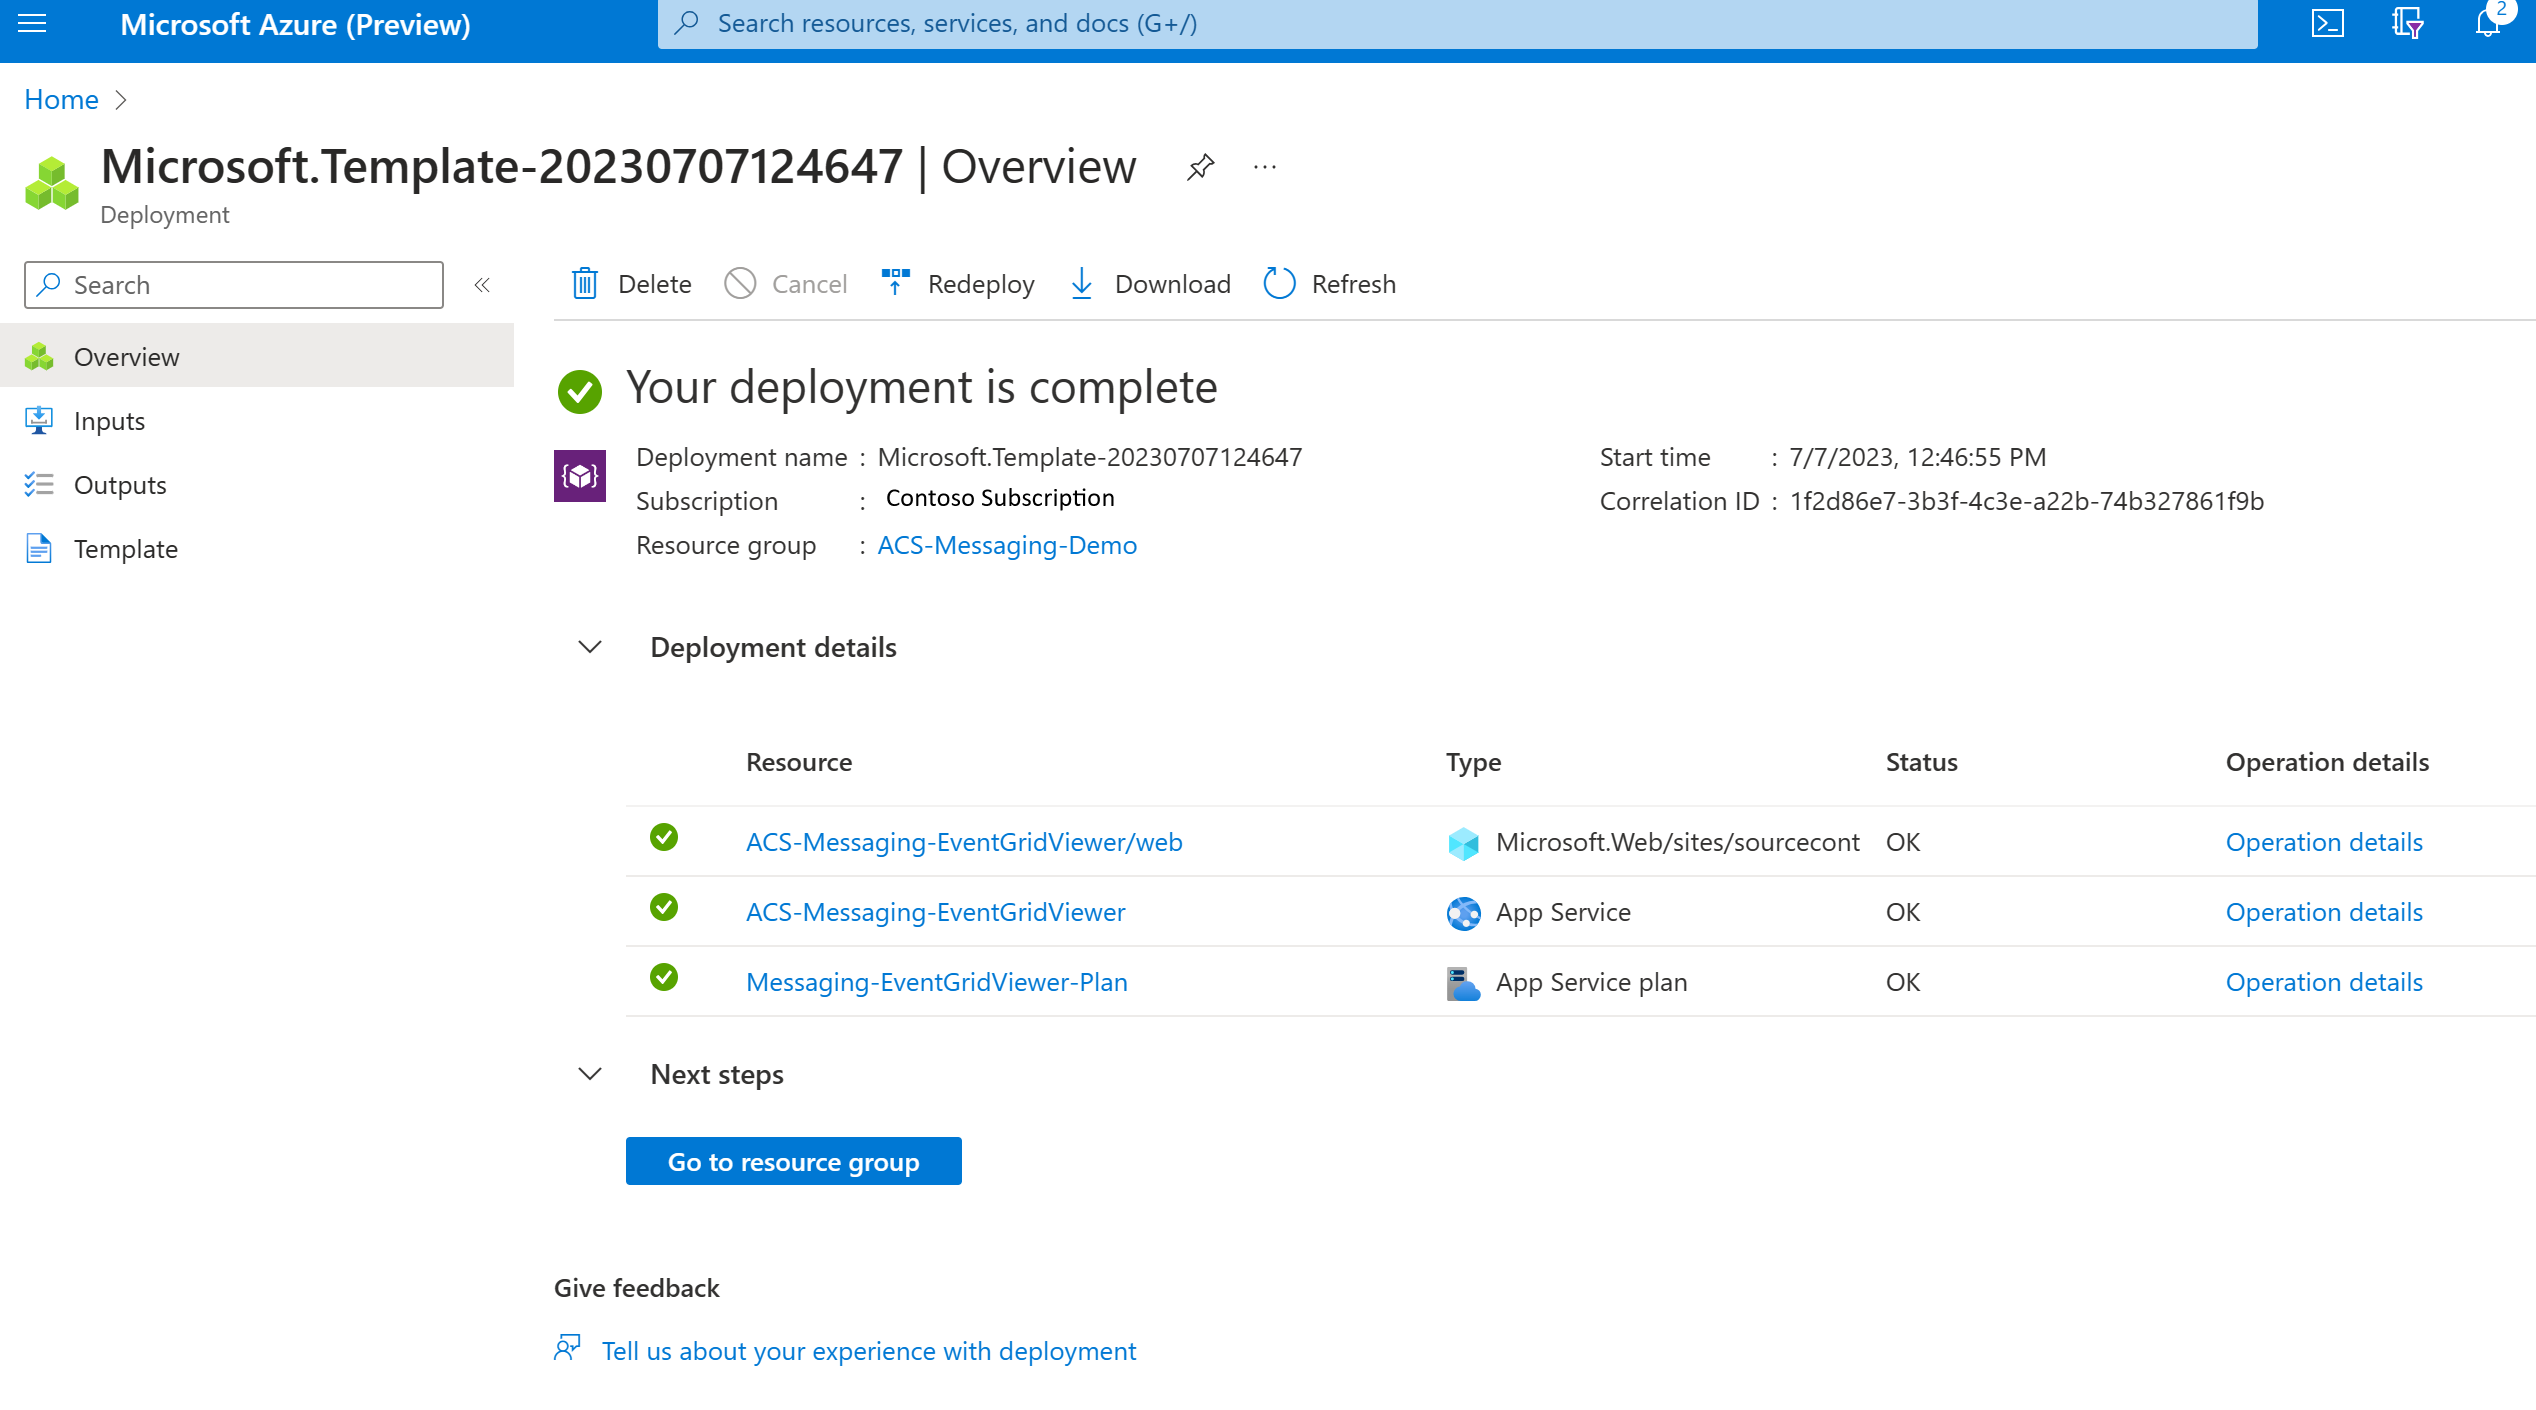 Microsoft Azure (Preview)
Search resources, services, and docs (G+/)
2
Home
Microsoft.Template-20230707124647 | Overview
Deployment
Search
Overview
Inputs
Outputs
Template
Delete
Cancel
Redeploy
Download
Refresh
Your deployment is complete
Deployment name : Microsoft.Template-20230707124647
Subscription : Contoso Subscription
Resource group : ACS-Messaging-Demo
Start time : 7/7/2023, 12:46:55 PM
Correlation ID : 1f2d86e7-3b3f-4c3e-a22b-74b327861f9b
Deployment details
Resource Type Status Operation details
ACS-Messaging-EventGridViewer/web Microsoft.Web/sites/sourcecont OK Operation details
ACS-Messaging-EventGridViewer App Service OK Operation details
Messaging-EventGridViewer-Plan App Service plan OK Operation details
Next steps
Go to resource group
Give feedback
Tell us about your experience with deployment